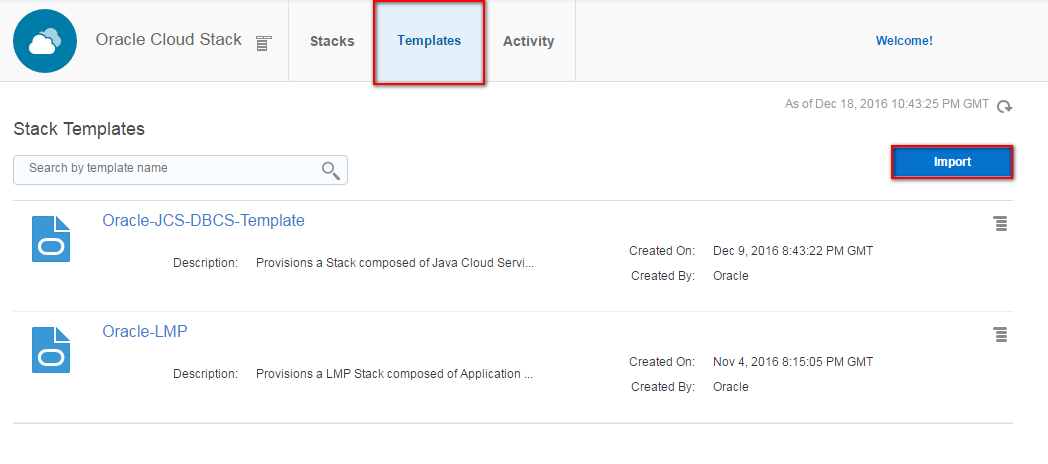 Oracle Cloud Stack
Stacks
Templates
Activity
Welcome!
As of Dec 18, 2016 10:43:25 PM GMT
Stack Templates
Search by template name
Import
Oracle-JCS-DBCS-Template
Description: Provisions a Stack composed of Java Cloud Servi...
Created On: Dec 9, 2016 8:43:22 PM GMT
Created By: Oracle
Oracle-LMP
Description: Provisions a LMP Stack composed of Application ...
Created On: Nov 4, 2016 8:15:05 PM GMT
Created By: Oracle